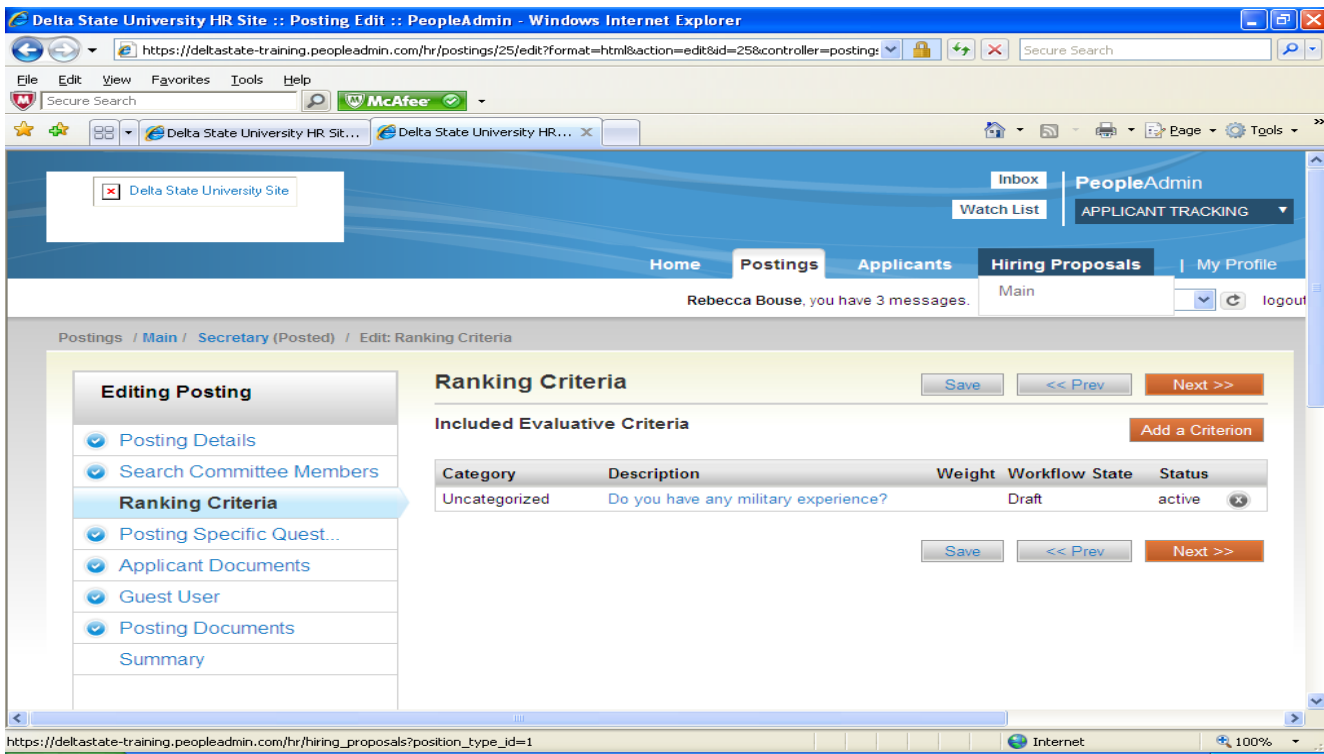 Delta State University HR Site :: Posting Edit :: PeopleAdmin - Windows Internet Explorer
https://deltastate-training.peopleadmin.com/hr/postings/25/edit?format=html&action=edit&id=25&controller=posting:
Secure Search
File Edit View Favorites Tools Help
Secure Search McAfee
Delta State University HR Sit... Delta State University HR... Page Tools
Delta State University Site
Inbox PeopleAdmin
Watch List APPLICANT TRACKING
Home Postings Applicants Hiring Proposals | My Profile
Rebecca Bouse, you have 3 messages. Main logout
Postings / Main / Secretary (Posted) / Edit: Ranking Criteria
Editing Posting
Posting Details
Search Committee Members
Ranking Criteria
Posting Specific Quest...
Applicant Documents
Guest User
Posting Documents
Summary
Ranking Criteria Save << Prev Next >>
Included Evaluative Criteria Add a Criterion
Category Description Weight Workflow State Status
Uncategorized Do you have any military experience? Draft active
Save << Prev Next >>
https://deltastate-training.peopleadmin.com/hr/hiring_proposals?position_type_id=1 Internet 100%